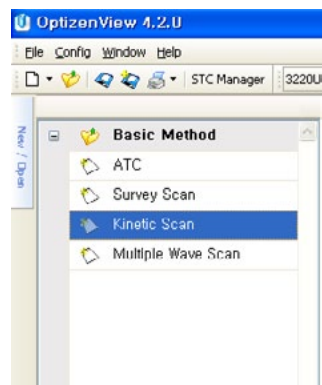 OptizenView 4.2.U
File Config Window Help
STC Manager 3220U
New / Open
Basic Method
ATC
Survey Scan
Kinetic Scan
Multiple Wave Scan